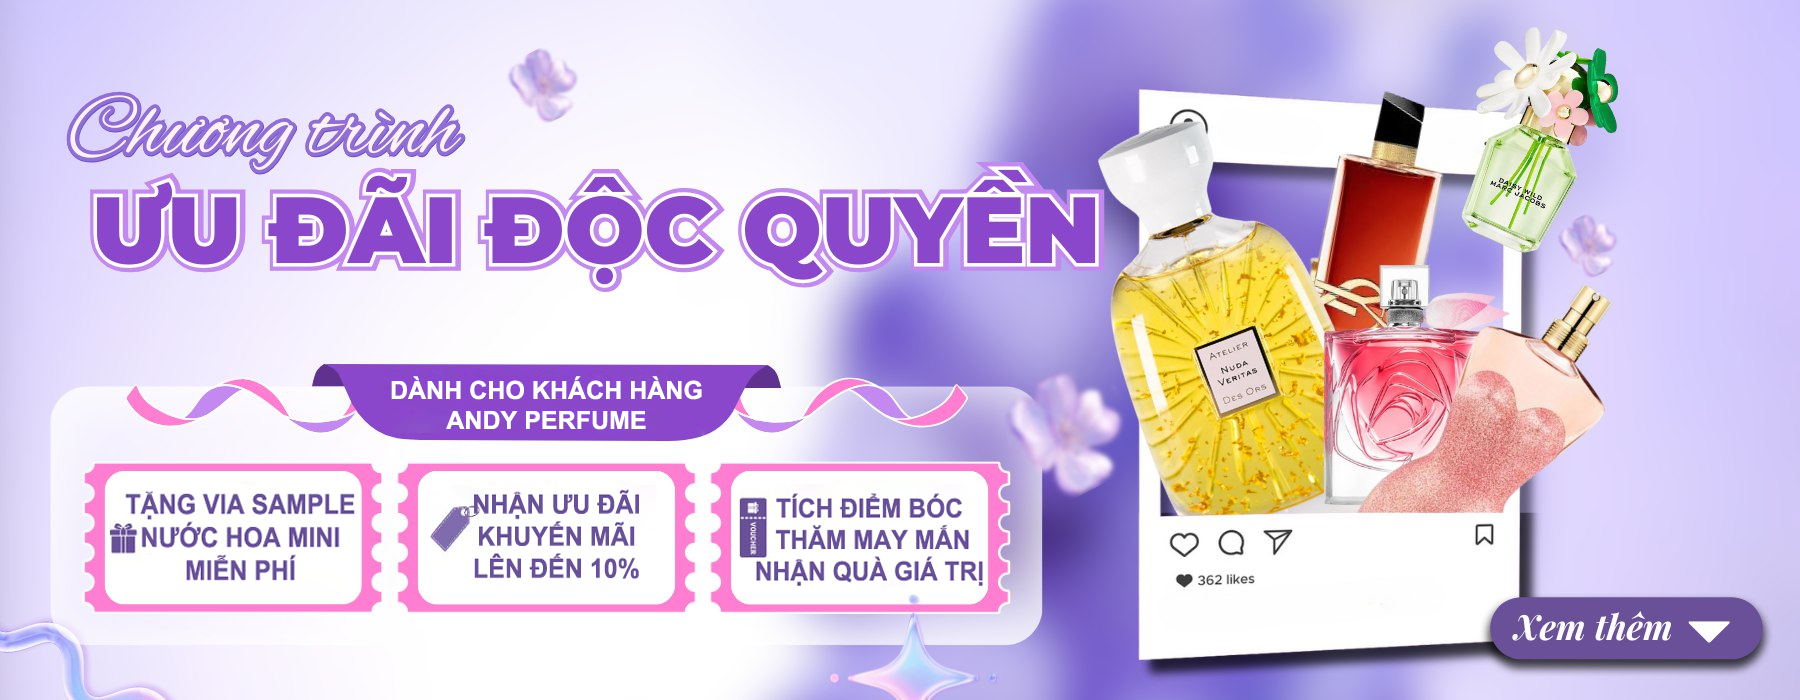 Chương trình
ƯU ĐÃI ĐỘC QUYỀN
DÀNH CHO KHÁCH HÀNG
ANDY PERFUME
TẶNG VIA SAMPLE
NƯỚC HOA MINI
MIỄN PHÍ
NHẬN ƯU ĐÃI
KHUYẾN MÃI
LÊN ĐẾN 10%
VOUCHER
TÍCH ĐIỂM BÓC
THĂM MAY MẮN
NHẬN QUÀ GIÁ TRỊ
DAISY WILD
MARC JACOBS
ATELIER
NUDA
VERITAS
DES ORS
362 likes
Xem thêm